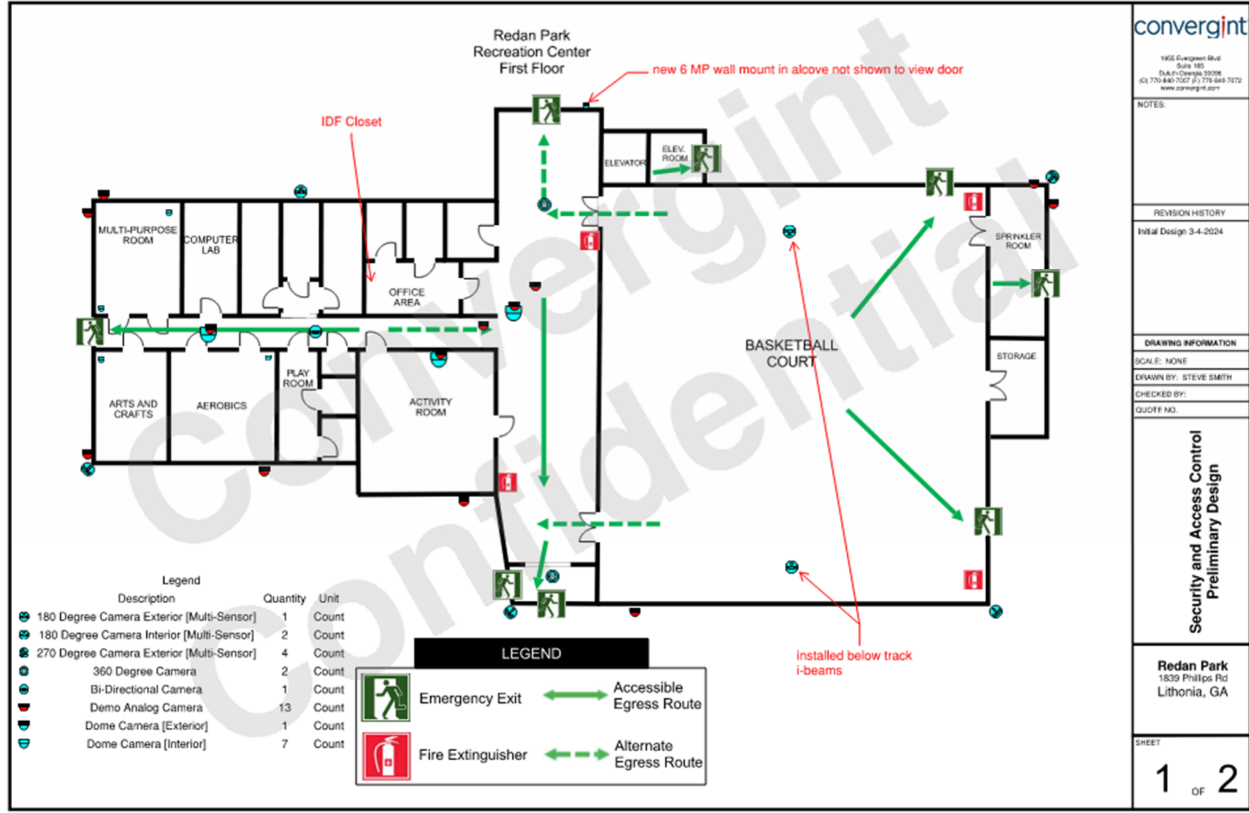 Redan Park
Recreation Center
First Floor
new 6 MP wall mount in alcove not shown to view door
IDF Closet
ELEVATOR
ELEV.
ROOM
MULTI-PURPOSE
ROOM
COMPUTER
LAB
OFFICE
AREA
SPRINKLER
ROOM
BASKETBALL
COURT
STORAGE
PLAY
ROOM
ARTS AND
CRAFTS
AEROBICS
ACTIVITY
ROOM
installed below track
i-beams
Convergint
Confidential
Legend
Description Quantity Unit
180 Degree Camera Exterior [Multi-Sensor] 1 Count
180 Degree Camera Interior [Multi-Sensor] 2 Count
270 Degree Camera Exterior [Multi-Sensor] 4 Count
360 Degree Camera 2 Count
Bi-Directional Camera 1 Count
Demo Analog Camera 13 Count
Dome Camera [Exterior] 1 Count
Dome Camera [Interior] 7 Count
LEGEND
Emergency Exit
Accessible
Egress Route
Fire Extinguisher
Alternate
Egress Route
convergint
Suite 165
Duluth Georgia 30096
www.convergint.com
NOTES:
REVISION HISTORY
Initial Design 3-4-2024
DRAWING INFORMATION
SCALE: NONE
DRAWN BY: STEVE SMITH
CHECKED BY:
QUOTE NO.
Security and Access Control
Preliminary Design
Redan Park
1839 Phillips Rd
Lithonia, GA
SHEET
1 OF 2